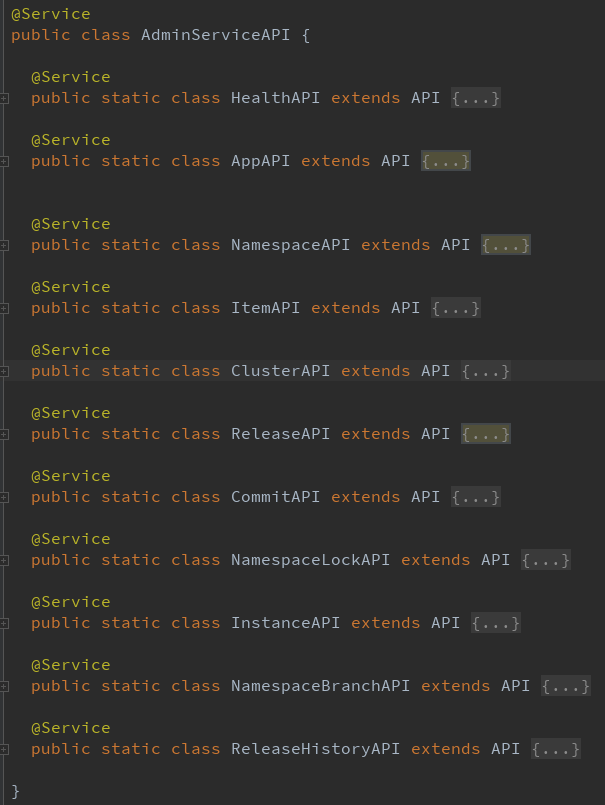 @Service
public class AdminServiceAPI {
@Service
public static class HealthAPI extends API {...}
@Service
public static class AppAPI extends API {...}
@Service
public static class NamespaceAPI extends API {...}
@Service
public static class ItemAPI extends API {...}
@Service
public static class ClusterAPI extends API {...}
@Service
public static class ReleaseAPI extends API {...}
@Service
public static class CommitAPI extends API {...}
@Service
public static class NamespaceLockAPI extends API {...}
@Service
public static class InstanceAPI extends API {...}
@Service
public static class NamespaceBranchAPI extends API {...}
@Service
public static class ReleaseHistoryAPI extends API {...}
}